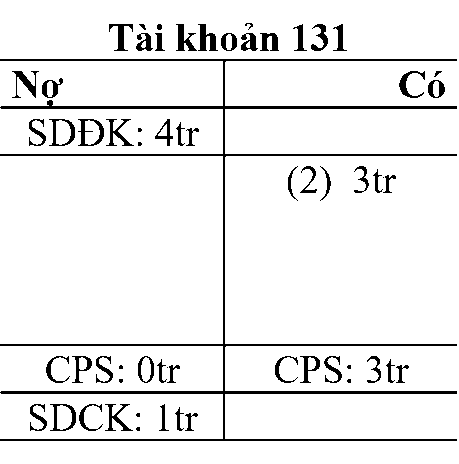 Tài khoản 131
Nợ Có
SDĐK: 4tr
(2) 3tr
CPS: 0tr CPS: 3tr
SDCK: 1tr